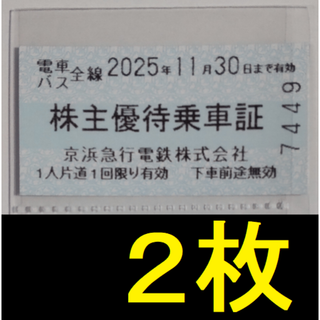 電車バス全線 2025年11月30日まで有効
株主優待乗車証
京浜急行電鉄株式会社
1人片道1回限り有効 下車前途無効
7449
2枚